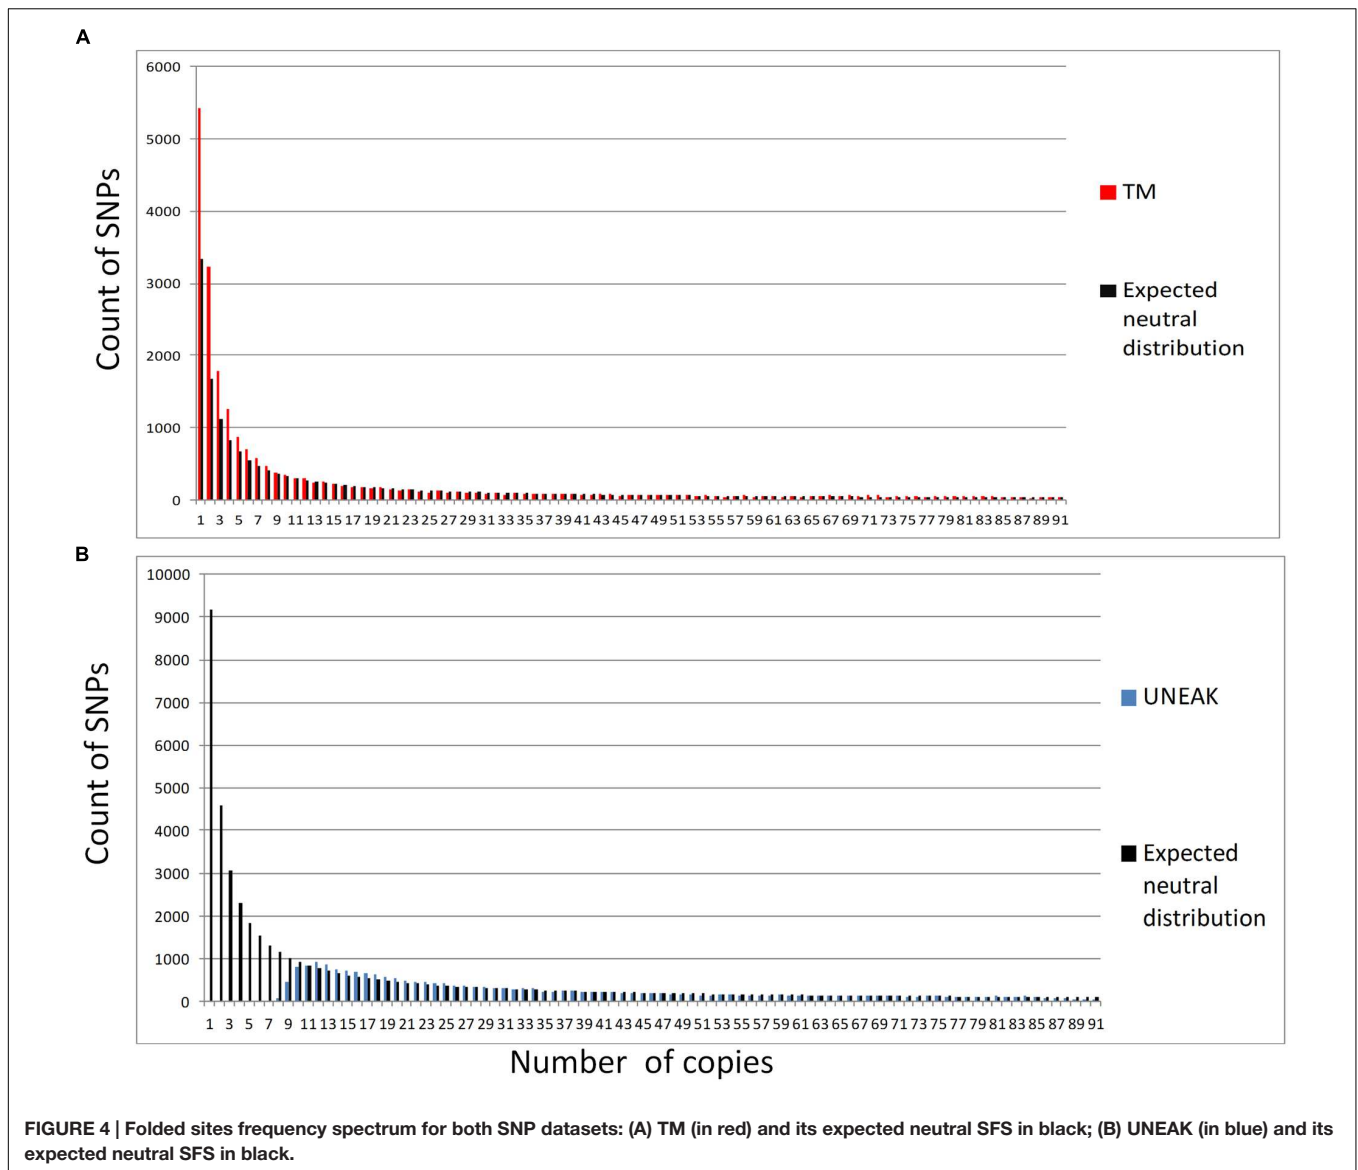 A
6000
5000
4000
3000
2000
1000
0
Count of SNPs
1 3 5 7 9 11 13 15 17 19 21 23 25 27 29 31 33 35 37 39 41 43 45 47 49 51 53 55 57 59 61 63 65 67 69 71 73 75 77 79 81 83 85 87 89 91
TM
Expected
neutral
distribution
B
10000
9000
8000
7000
6000
5000
4000
3000
2000
1000
0
Count of SNPs
1 3 5 7 9 11 13 15 17 19 21 23 25 27 29 31 33 35 37 39 41 43 45 47 49 51 53 55 57 59 61 63 65 67 69 71 73 75 77 79 81 83 85 87 89 91
UNEAK
Expected
neutral
distribution
Number of copies
FIGURE 4 | Folded sites frequency spectrum for both SNP datasets: (A) TM (in red) and its expected neutral SFS in black; (B) UNEAK (in blue) and its
expected neutral SFS in black.